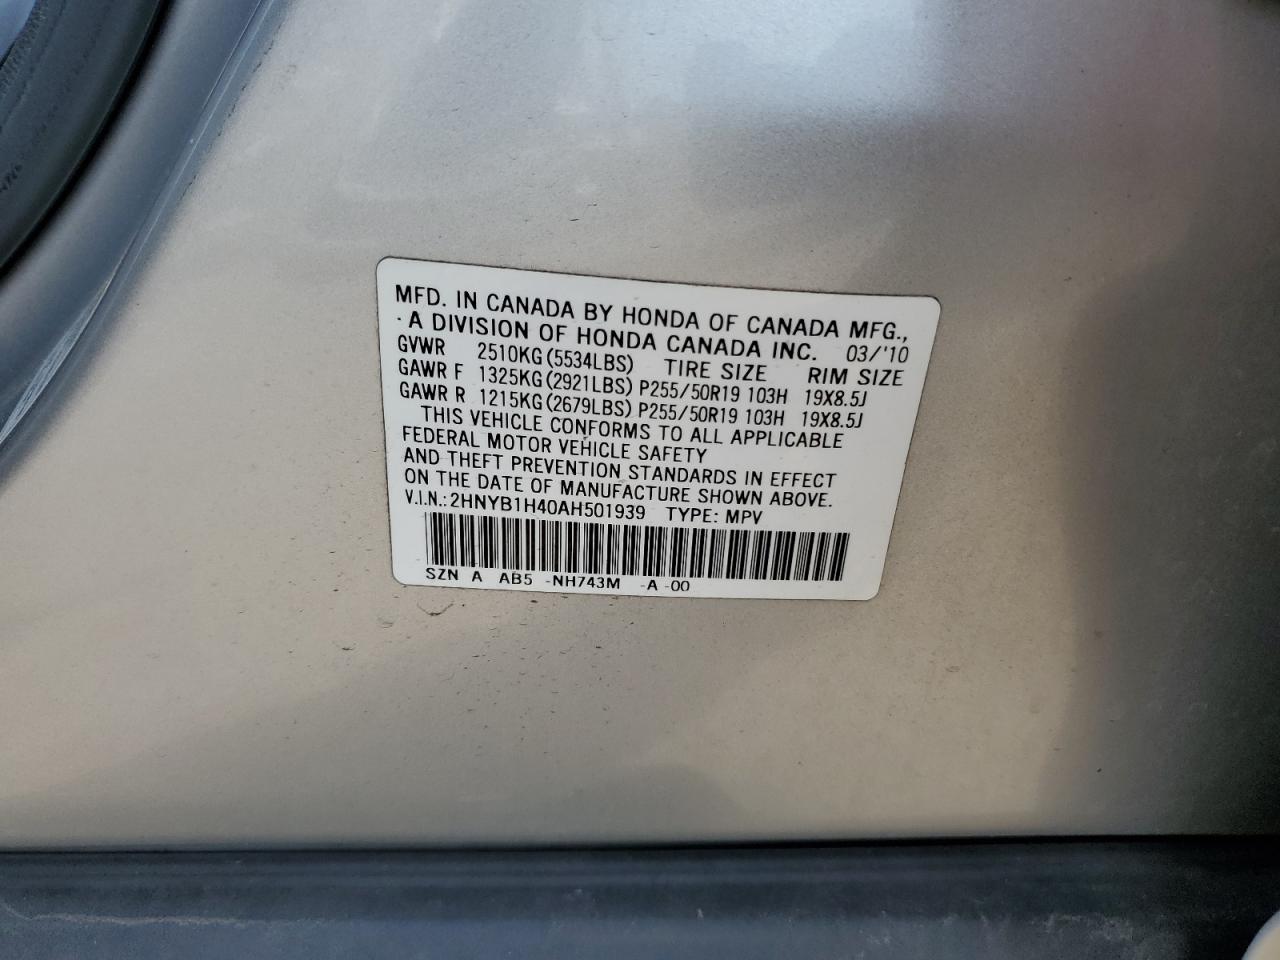 MFD. IN CANADA BY HONDA OF CANADA MFG.,
A DIVISION OF HONDA CANADA INC. 03/'10
GVWR 2510KG(5534LBS) TIRE SIZE RIM SIZE
GAWR F 1325KG(2921LBS) P255/50R19 103H 19X8.5J
GAWR R 1215KG(2679LBS) P255/50R19 103H 19X8.5J
THIS VEHICLE CONFORMS TO ALL APPLICABLE
FEDERAL MOTOR VEHICLE SAFETY
AND THEFT PREVENTION STANDARDS IN EFFECT
ON THE DATE OF MANUFACTURE SHOWN ABOVE.
V.I.N.:2HNYB1H40AH501939 TYPE: MPV
SZN A AB5 -NH743M -A-00